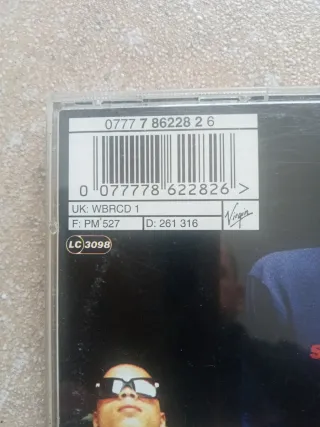 0777 7 86228 2 6
0 077778 622826 >
UK: WBRCD 1
F: PM 527 D: 261 316
Virgin
LC 3098
S